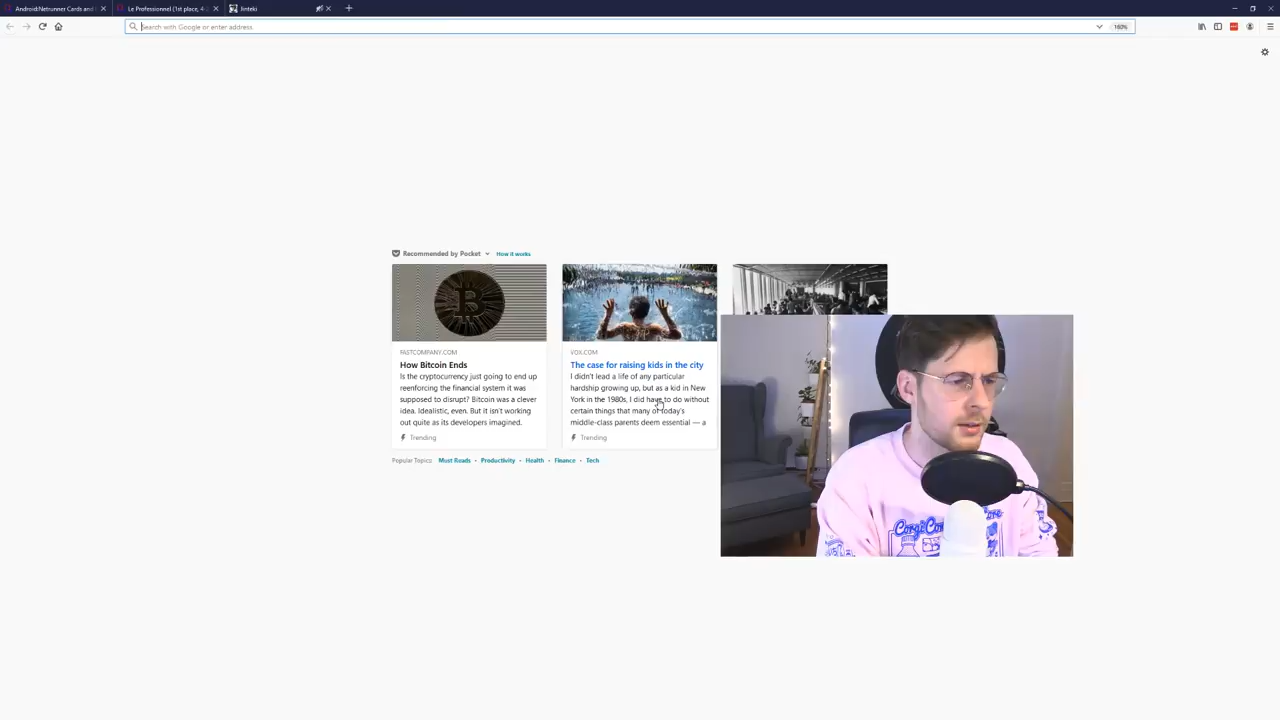 Android:Netrunner Cards and
Le Professionnel (1st place, 4-
Jinteki
Search with Google or enter address
160%
Recommended by Pocket
How it works
FASTCOMPANY.COM
How Bitcoin Ends
Is the cryptocurrency just going to end up
reenforcing the financial system it was
supposed to disrupt? Bitcoin was a clever
idea. Idealistic, even. But it isn't working
out quite as its developers imagined.
Trending
VOX.COM
The case for raising kids in the city
I didn't lead a life of any particular
hardship growing up, but as a kid in New
York in the 1980s, I did have to do without
certain things that many of today's
middle-class parents deem essential — a
Trending
Popular Topics:
Must Reads • Productivity • Health • Finance • Tech